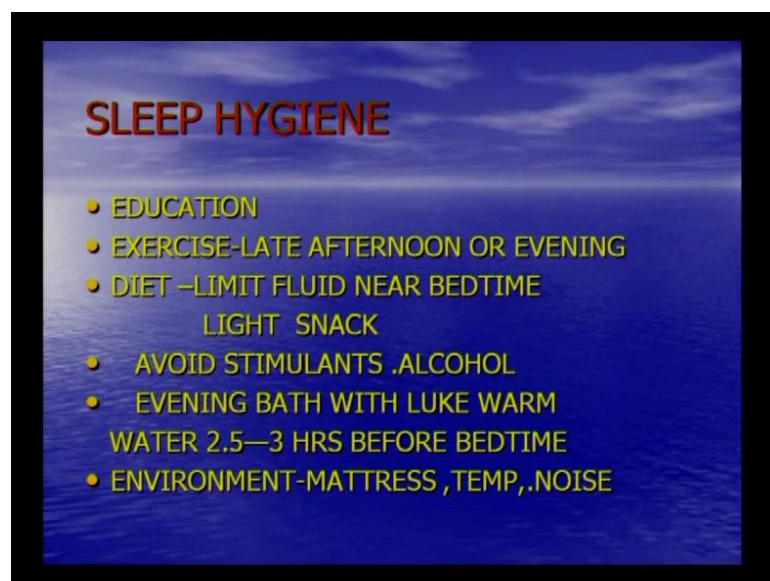 SLEEP HYGIENE
• EDUCATION
• EXERCISE-LATE AFTERNOON OR EVENING
• DIET –LIMIT FLUID NEAR BEDTIME
LIGHT SNACK
• AVOID STIMULANTS .ALCOHOL
• EVENING BATH WITH LUKE WARM
WATER 2.5—3 HRS BEFORE BEDTIME
• ENVIRONMENT-MATTRESS ,TEMP,.NOISE